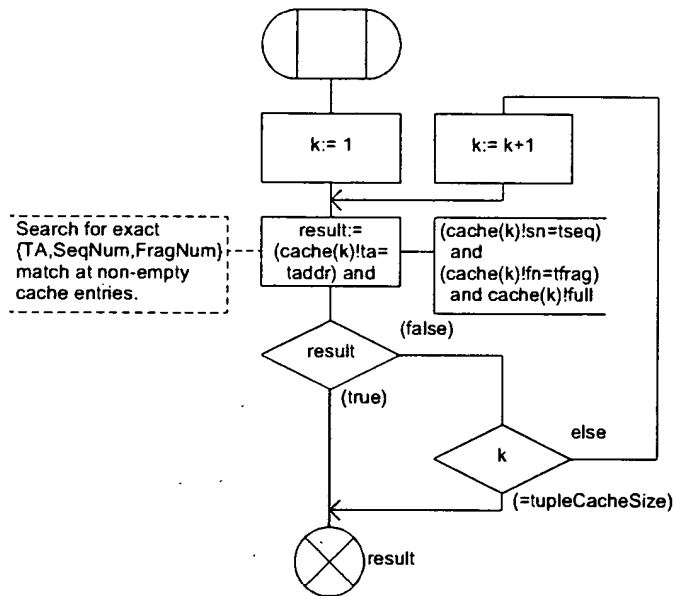 k:= 1
k:= k+1
Search for exact
{TA,SeqNum,FragNum}
match at non-empty
cache entries.
result:=
(cache(k)!ta=
taddr) and
(cache(k)!sn=tseq)
and
(cache(k)!fn=tfrag)
and cache(k)!full
(false)
result
(true)
else
k
(=tupleCacheSize)
result